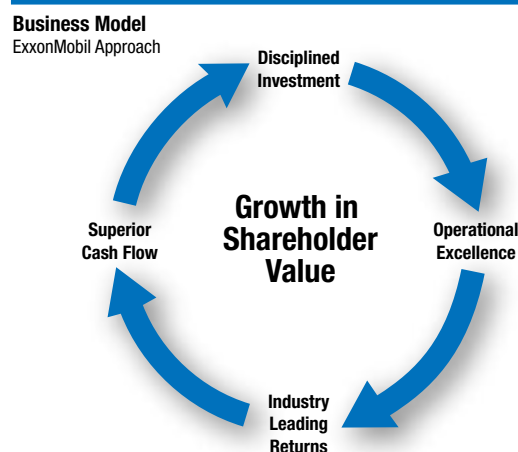 Business Model
ExxonMobil Approach
Disciplined
Investment
Growth in
Shareholder
Value
Superior
Cash Flow
Operational
Excellence
Industry
Leading
Returns